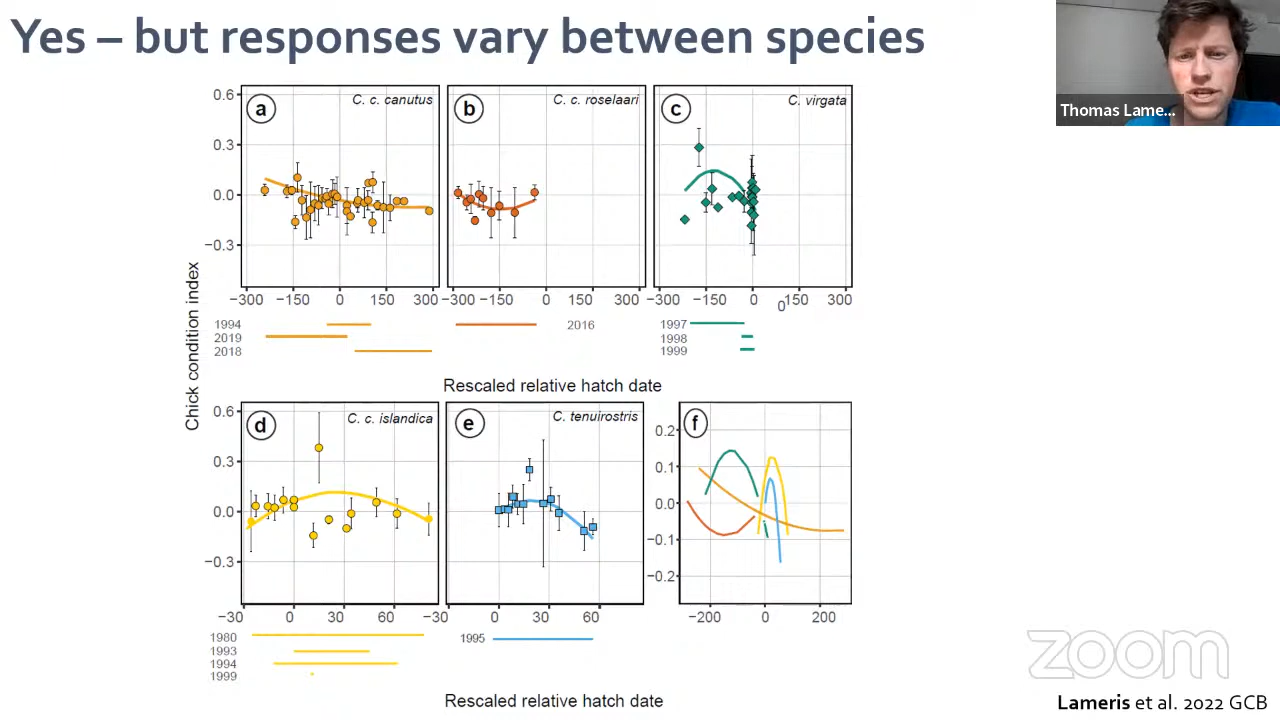 Yes – but responses vary between species
Thomas Lame...
Chick condition index
a
C. c. canutus
b
C. c. roselaari
c
C. virgata
0.6
0.3
0.0
−0.3
−300 −150 0 150 300
−300 −150 0 150 300
−300 −150 0 0 150 300
1994
2019
2018
2016
1997
1998
1999
Rescaled relative hatch date
d
C. c. islandica
e
C. tenuirostris
f
0.6
0.3
0.0
−0.3
0.2
0.1
0.0
−0.1
−0.2
−30 0 30 60
−30 0 30 60
−200 0 200
1980
1993
1994
1999
1995
Rescaled relative hatch date
zoom
Lameris et al. 2022 GCB